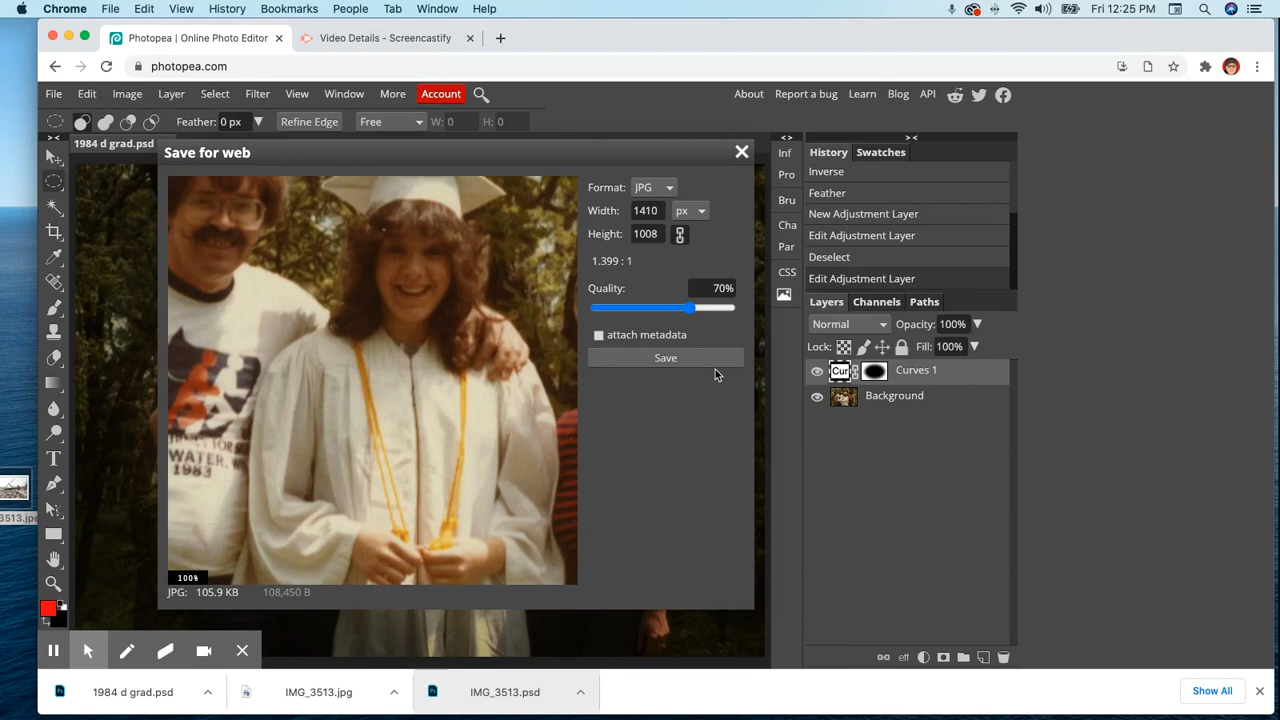 Chrome File Edit View History Bookmarks People Tab Window Help Fri 12:25 PM
Photopea | Online Photo Editor Video Details - Screencastify
photopea.com
File Edit Image Layer Select Filter View Window More Account About Report a bug Learn Blog API
Feather: 0 px Refine Edge Free W: 0 H: 0
> < < > > <
1984 d grad.psd
Save for web
Format: JPG
Width: 1410 px
Height: 1008
1.399 : 1
Quality: 70%
attach metadata
Save
WATER, W
1983
100%
JPG: 105.9 KB 108,450 B
Inf
Pro
Bru
Cha
Par
CSS
History Swatches
Inverse
Feather
New Adjustment Layer
Edit Adjustment Layer
Deselect
Edit Adjustment Layer
Layers Channels Paths
Normal Opacity: 100%
Lock: Fill: 100%
Cur Curves 1
Background
eff
3513.jpe
1984 d grad.psd IMG_3513.jpg IMG_3513.psd Show All